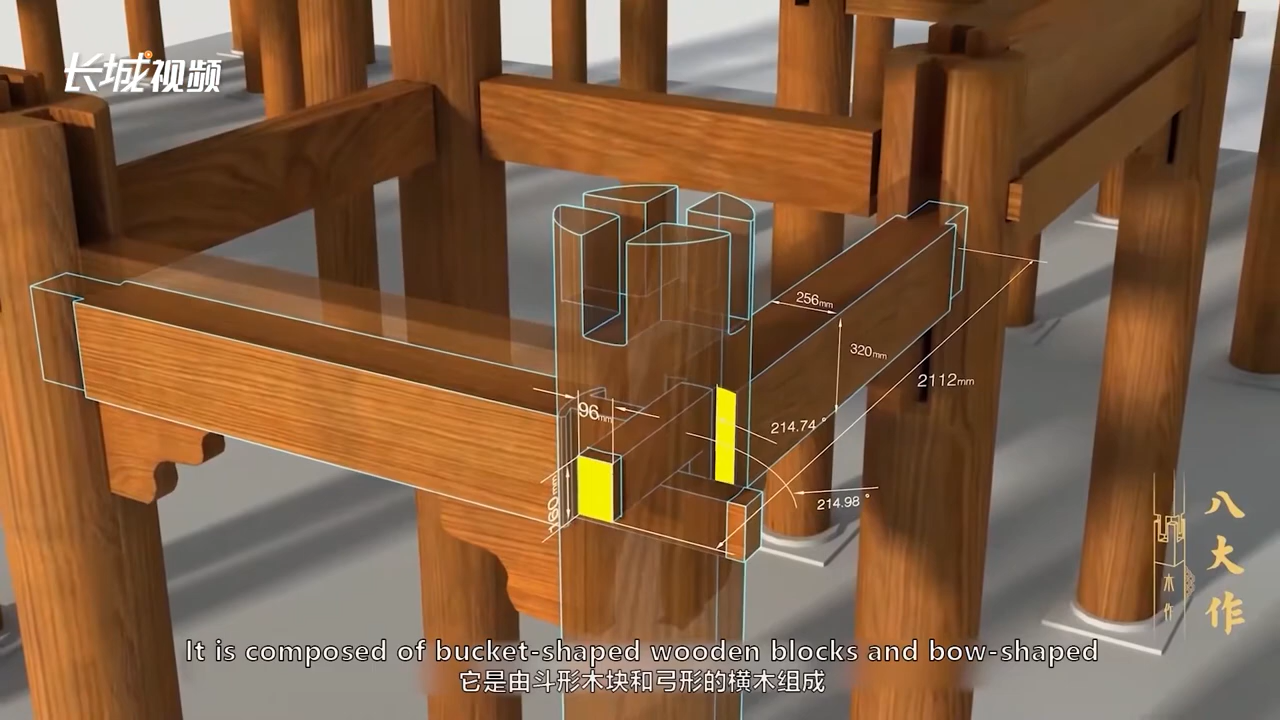 长城视频
256mm
320mm
2112mm
96mm
214.74°
160mm
214.98°
八大作
木作
It is composed of bucket-shaped wooden blocks and bow-shaped
它是由斗形木块和弓形的横木组成